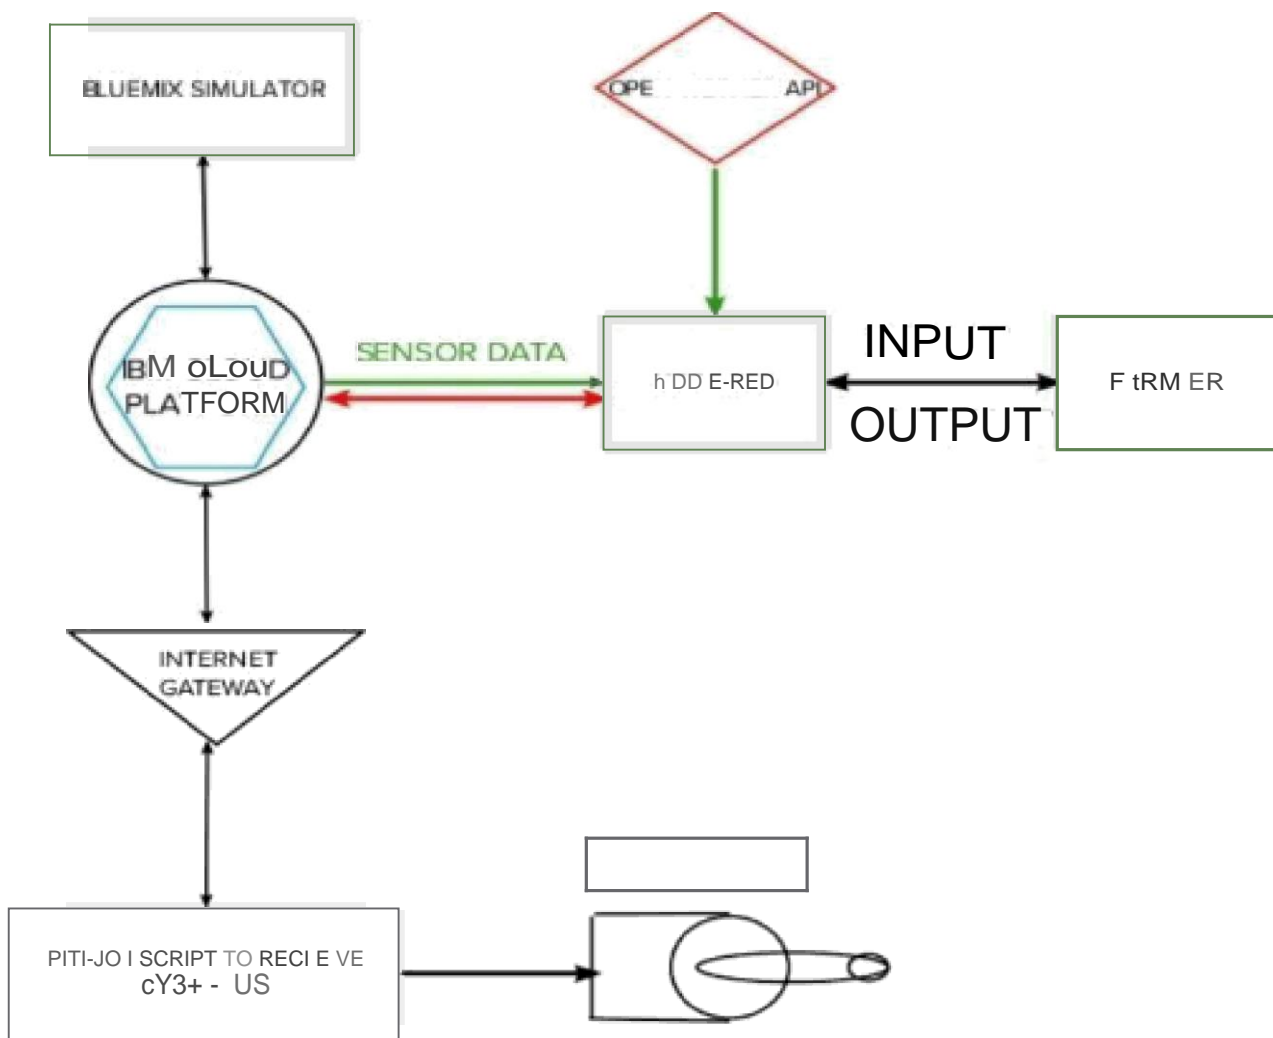 BLUEMIX SIMULATOR
OPE API
IBM oLouD
PLATFORM
SENSOR DATA
h DD E-RED
INPUT
OUTPUT
F tRM ER
INTERNET
GATEWAY
PITI-JO I SCRIPT TO RECI E VE
cY3+ - US